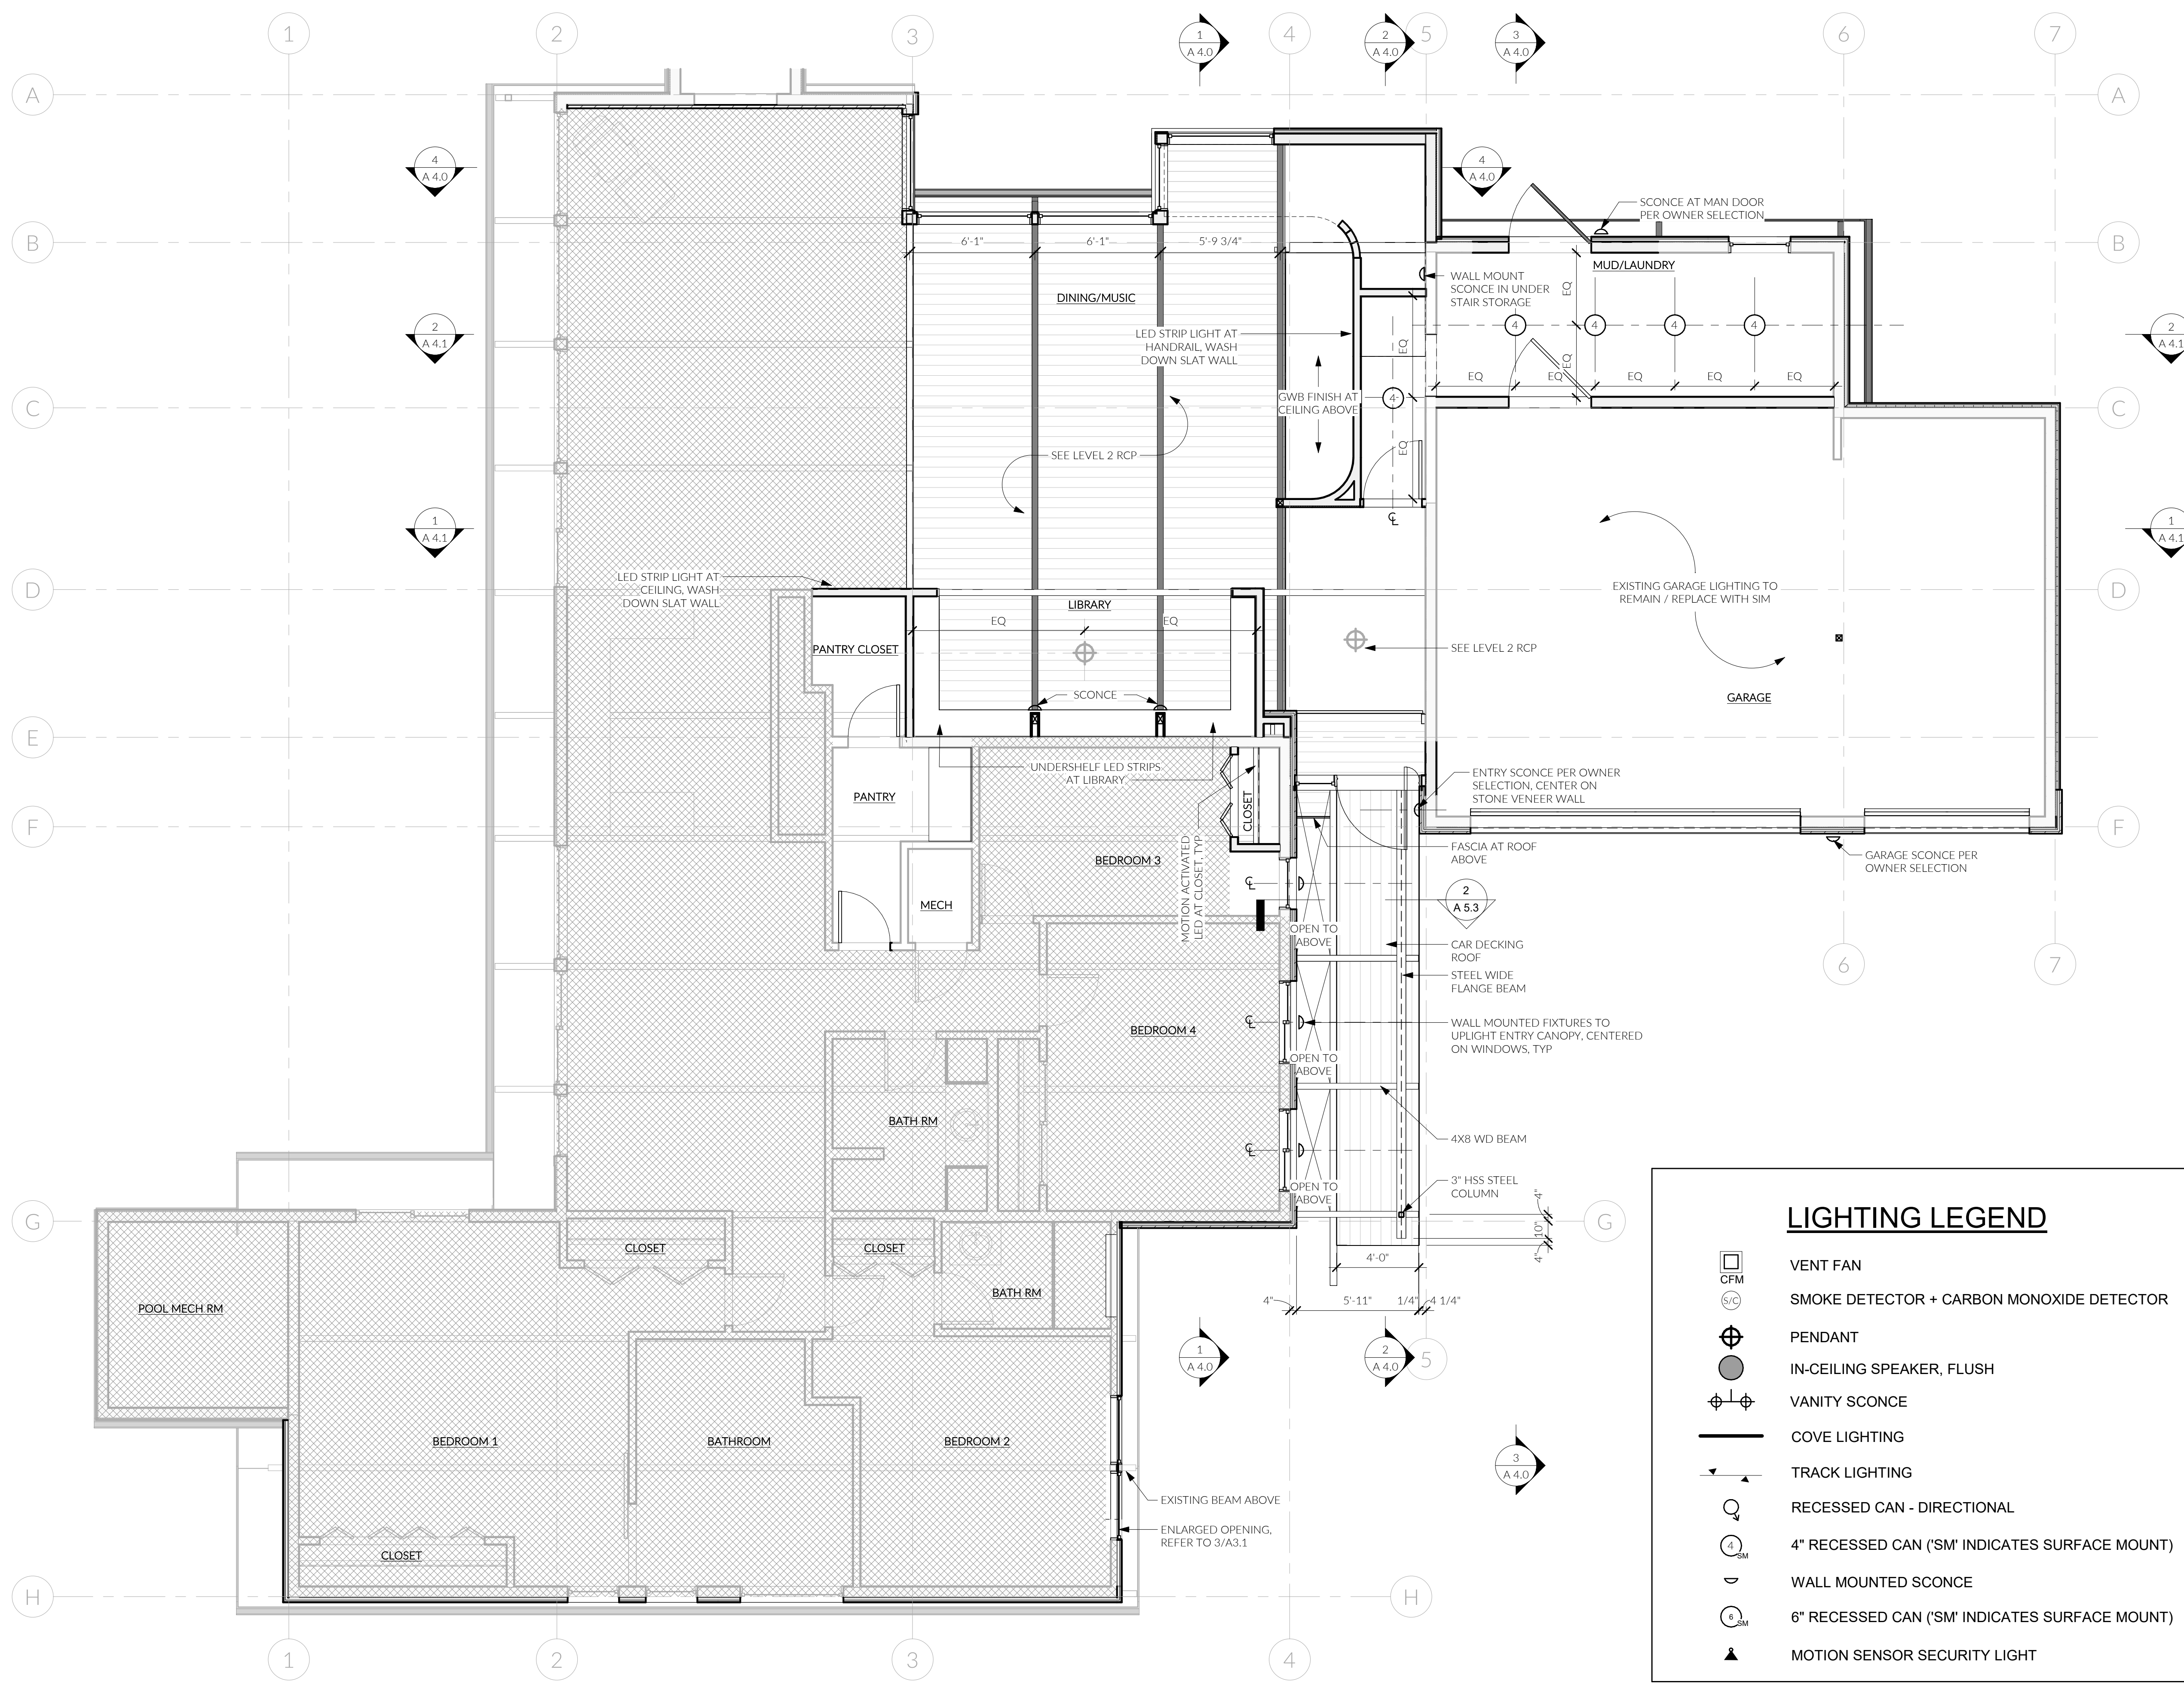 1
2
3
1
A 4.0
4
2
A 4.0
5
3
A 4.0
6
7
A
A
4
A 4.0
4
A 4.0
SCONCE AT MAN DOOR
PER OWNER SELECTION
B
B
6'-1"
6'-1"
5'-9 3/4"
MUD/LAUNDRY
WALL MOUNT
SCONCE IN UNDER
STAIR STORAGE
EQ
DINING/MUSIC
2
A 4.1
LED STRIP LIGHT AT
HANDRAIL, WASH
DOWN SLAT WALL
4
4
4
4
2
A 4.1
EQ
EQ
EQ
EQ
EQ
EQ
EQ
GWB FINISH AT
CEILING ABOVE
4
C
C
EQ
SEE LEVEL 2 RCP
1
A 4.1
℄
1
A 4.1
LED STRIP LIGHT AT
CEILING, WASH
DOWN SLAT WALL
D
D
EXISTING GARAGE LIGHTING TO
REMAIN / REPLACE WITH SIM
LIBRARY
EQ
EQ
PANTRY CLOSET
SEE LEVEL 2 RCP
SCONCE
GARAGE
E
E
UNDERSHELF LED STRIPS
AT LIBRARY
ENTRY SCONCE PER OWNER
SELECTION, CENTER ON
STONE VENEER WALL
PANTRY
CLOSET
F
F
MOTION ACTIVATED
LED AT CLOSET, TYP
FASCIA AT ROOF
ABOVE
GARAGE SCONCE PER
OWNER SELECTION
BEDROOM 3
℄
2
A 5.3
MECH
OPEN TO
ABOVE
CAR DECKING
ROOF
6
7
STEEL WIDE
FLANGE BEAM
BEDROOM 4
℄
WALL MOUNTED FIXTURES TO
UPLIGHT ENTRY CANOPY, CENTERED
ON WINDOWS, TYP
OPEN TO
ABOVE
BATH RM
4X8 WD BEAM
℄
OPEN TO
ABOVE
3" HSS STEEL
COLUMN
4"
10"
4"
G
G
CLOSET
CLOSET
4'-0"
BATH RM
POOL MECH RM
4"
5'-11"
1/4"
4 1/4"
1
A 4.0
2
A 4.0
5
BEDROOM 1
BATHROOM
BEDROOM 2
3
A 4.0
EXISTING BEAM ABOVE
ENLARGED OPENING,
REFER TO 3/A3.1
CLOSET
H
H
1
2
3
4
LIGHTING LEGEND
CFM
VENT FAN
S/C
SMOKE DETECTOR + CARBON MONOXIDE DETECTOR
PENDANT
IN-CEILING SPEAKER, FLUSH
VANITY SCONCE
COVE LIGHTING
TRACK LIGHTING
RECESSED CAN - DIRECTIONAL
4
SM
4" RECESSED CAN ('SM' INDICATES SURFACE MOUNT)
WALL MOUNTED SCONCE
6
SM
6" RECESSED CAN ('SM' INDICATES SURFACE MOUNT)
MOTION SENSOR SECURITY LIGHT